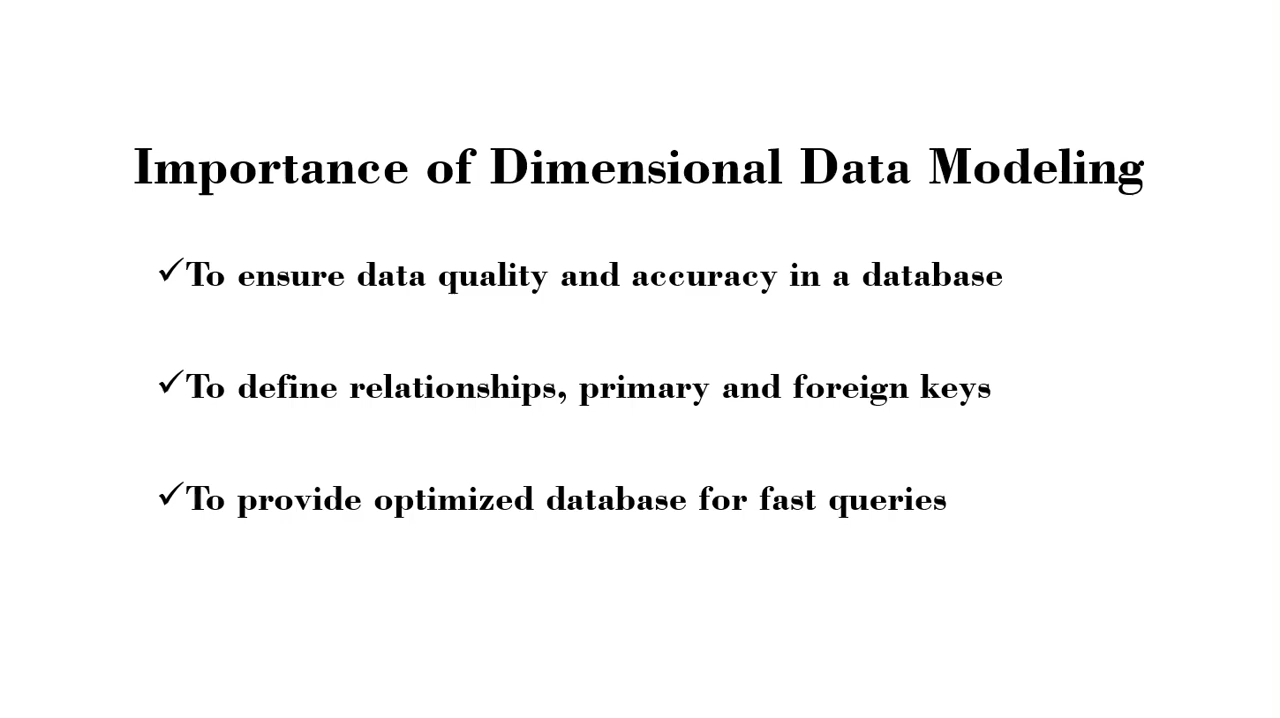 Importance of Dimensional Data Modeling
✓To ensure data quality and accuracy in a database
✓To define relationships, primary and foreign keys
✓To provide optimized database for fast queries